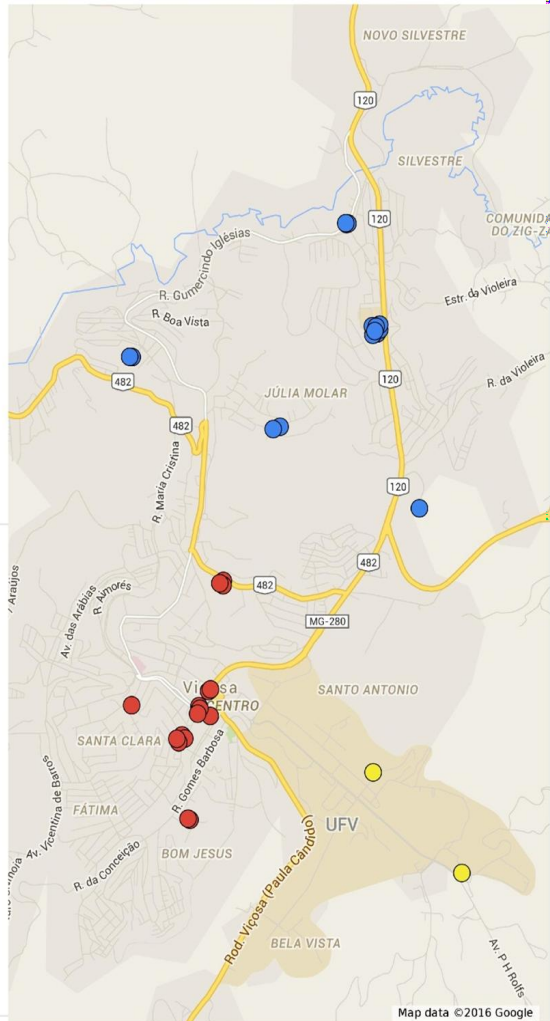 NOVO SILVESTRE
120
SILVESTRE
120
COMUNIDA
DO ZIG-ZA
R. Gumercindo Iglésias
Estr. da Violeira
R. Boa Vista
R. da Violeira
482
120
JÚLIA MOLAR
482
R. Maria Cristina
120
482
Araújos
482
R. Almorés
Av. das Arábias
MG-280
Viçosa
SANTO ANTONIO
CENTRO
SANTA CLARA
R. Gomes Barbosa
Av. Vicentina de Barros
FÁTIMA
UFV
BOM JESUS
R. da Conceição
Rod. Viçosa (Paula Cândido)
BELA VISTA
Av. P H Rolfs
Map data ©2016 Google